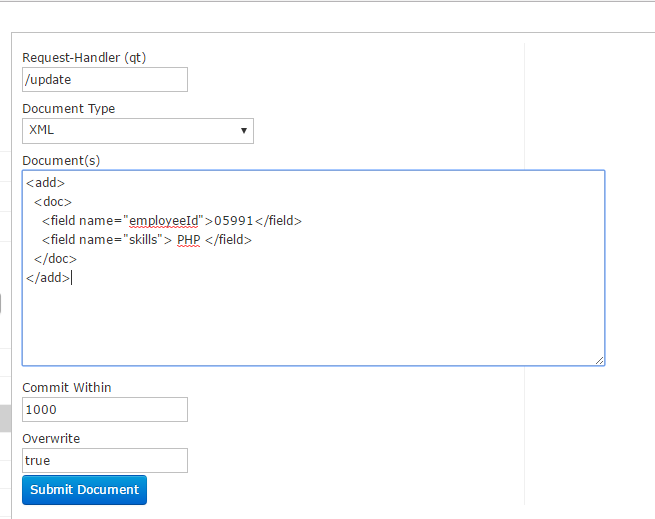 Request-Handler (qt)
/update
Document Type
XML
Document(s)
<add>
<doc>
<field name="employeeId">05991</field>
<field name="skills"> PHP </field>
</doc>
</add>
Commit Within
1000
Overwrite
true
Submit Document